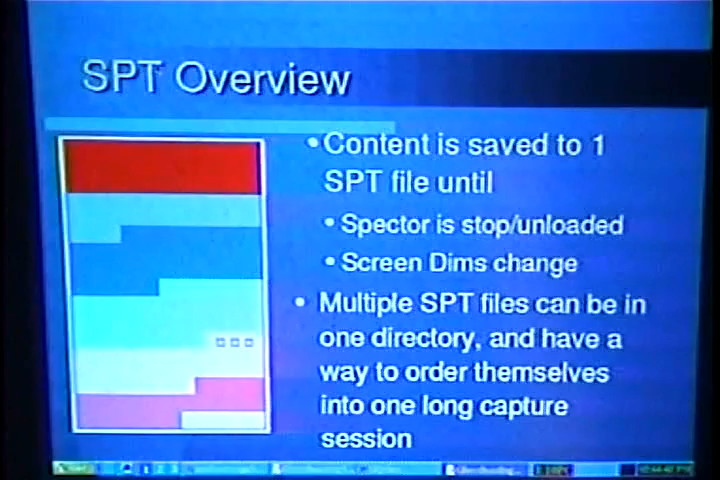 SPT Overview
•Content is saved to 1
SPT file until
•Spector is stop/unloaded
•Screen Dims change
• Multiple SPT files can be in
one directory, and have a
way to order themselves
into one long capture
session